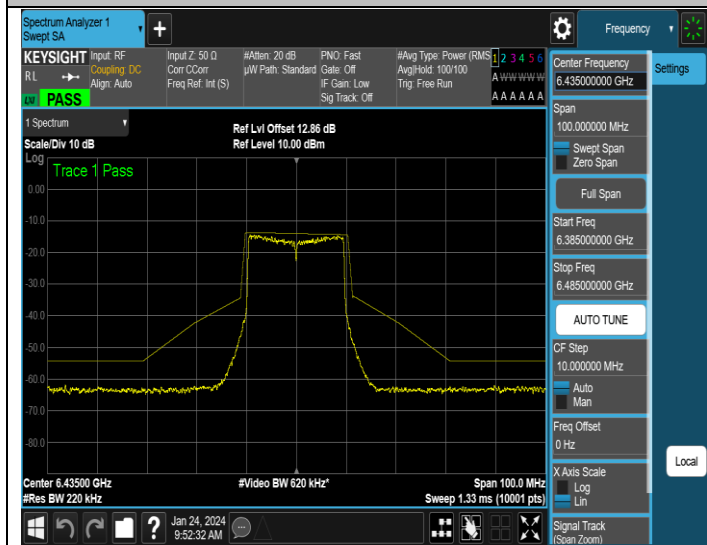 Spectrum Analyzer 1
Swept SA
+
Frequency
KEYSIGHT
RL
LV PASS
Input: RF
Coupling: DC
Align: Auto
Input Z: 50 Ω
Corr CCorr
Freq Ref: Int (S)
#Atten: 20 dB
µW Path: Standard
PNO: Fast
Gate: Off
IF Gain: Low
Sig Track: Off
#Avg Type: Power (RMS
Avg|Hold: 100/100
Trig: Free Run
1 2 3 4 5 6
A W W W W W
A A A A A A
Center Frequency
6.435000000 GHz
Settings
Span
100.000000 MHz
Swept Span
Zero Span
Full Span
Start Freq
6.385000000 GHz
Stop Freq
6.485000000 GHz
AUTO TUNE
CF Step
10.000000 MHz
Auto
Man
Freq Offset
0 Hz
X Axis Scale
Log
Lin
Signal Track
(Span Zoom)
Local
1 Spectrum
Scale/Div 10 dB
Ref Lvl Offset 12.86 dB
Ref Level 10.00 dBm
Log
Trace 1 Pass
0.00
-10.0
-20.0
-30.0
-40.0
-50.0
-60.0
-70.0
-80.0
Center 6.43500 GHz
#Res BW 220 kHz
#Video BW 620 kHz*
Span 100.0 MHz
Sweep 1.33 ms (10001 pts)
?
Jan 24, 2024
9:52:32 AM